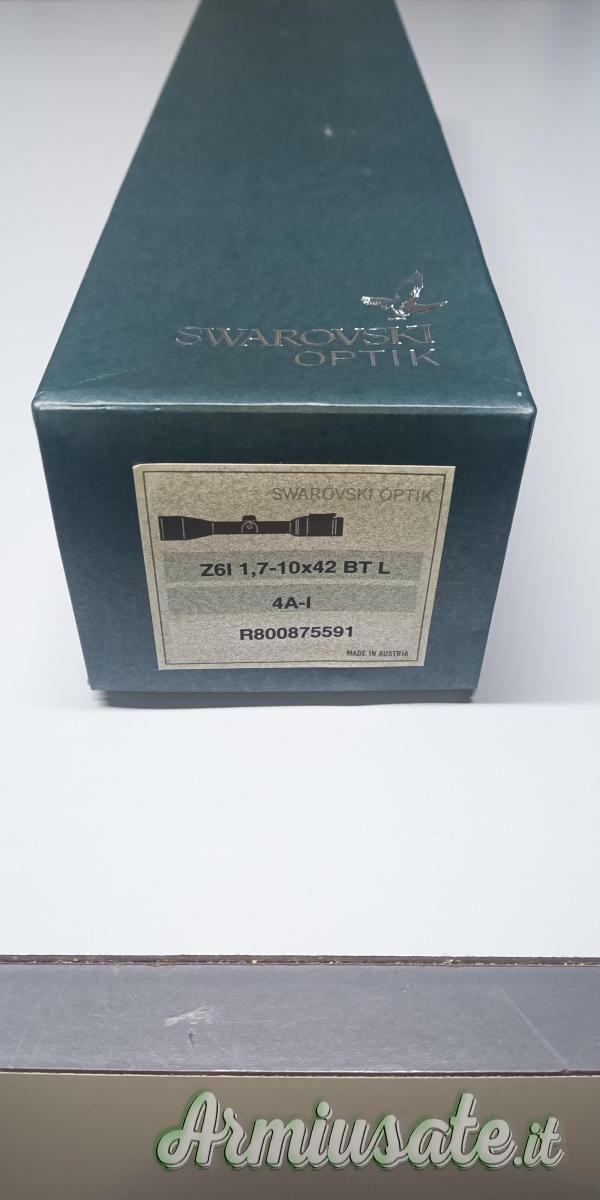 SWAROVSKI
OPTIK
SWAROVSKI OPTIK
Z6I 1,7-10x42 BT L
4A-I
R800875591
MADE IN AUSTRIA
Armiusate.it